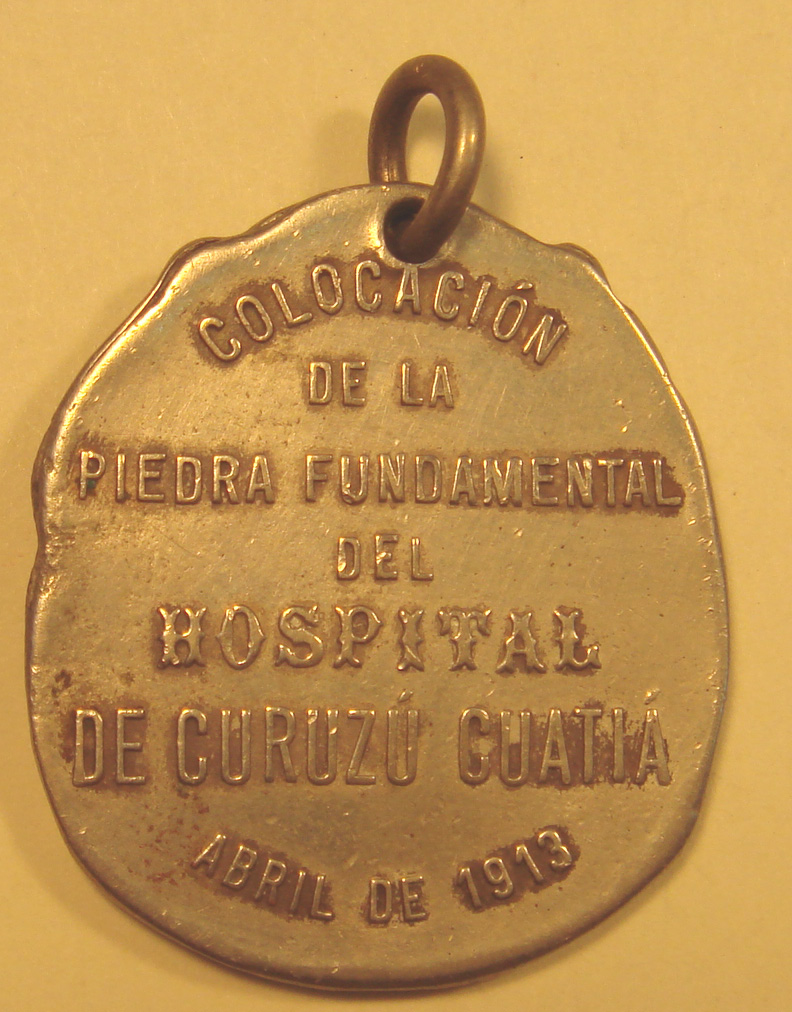 COLOCACIÓN
DE LA
PIEDRA FUNDAMENTAL
DEL
HOSPITAL
DE CURUZÚ CUATIÁ
ABRIL DE 1913